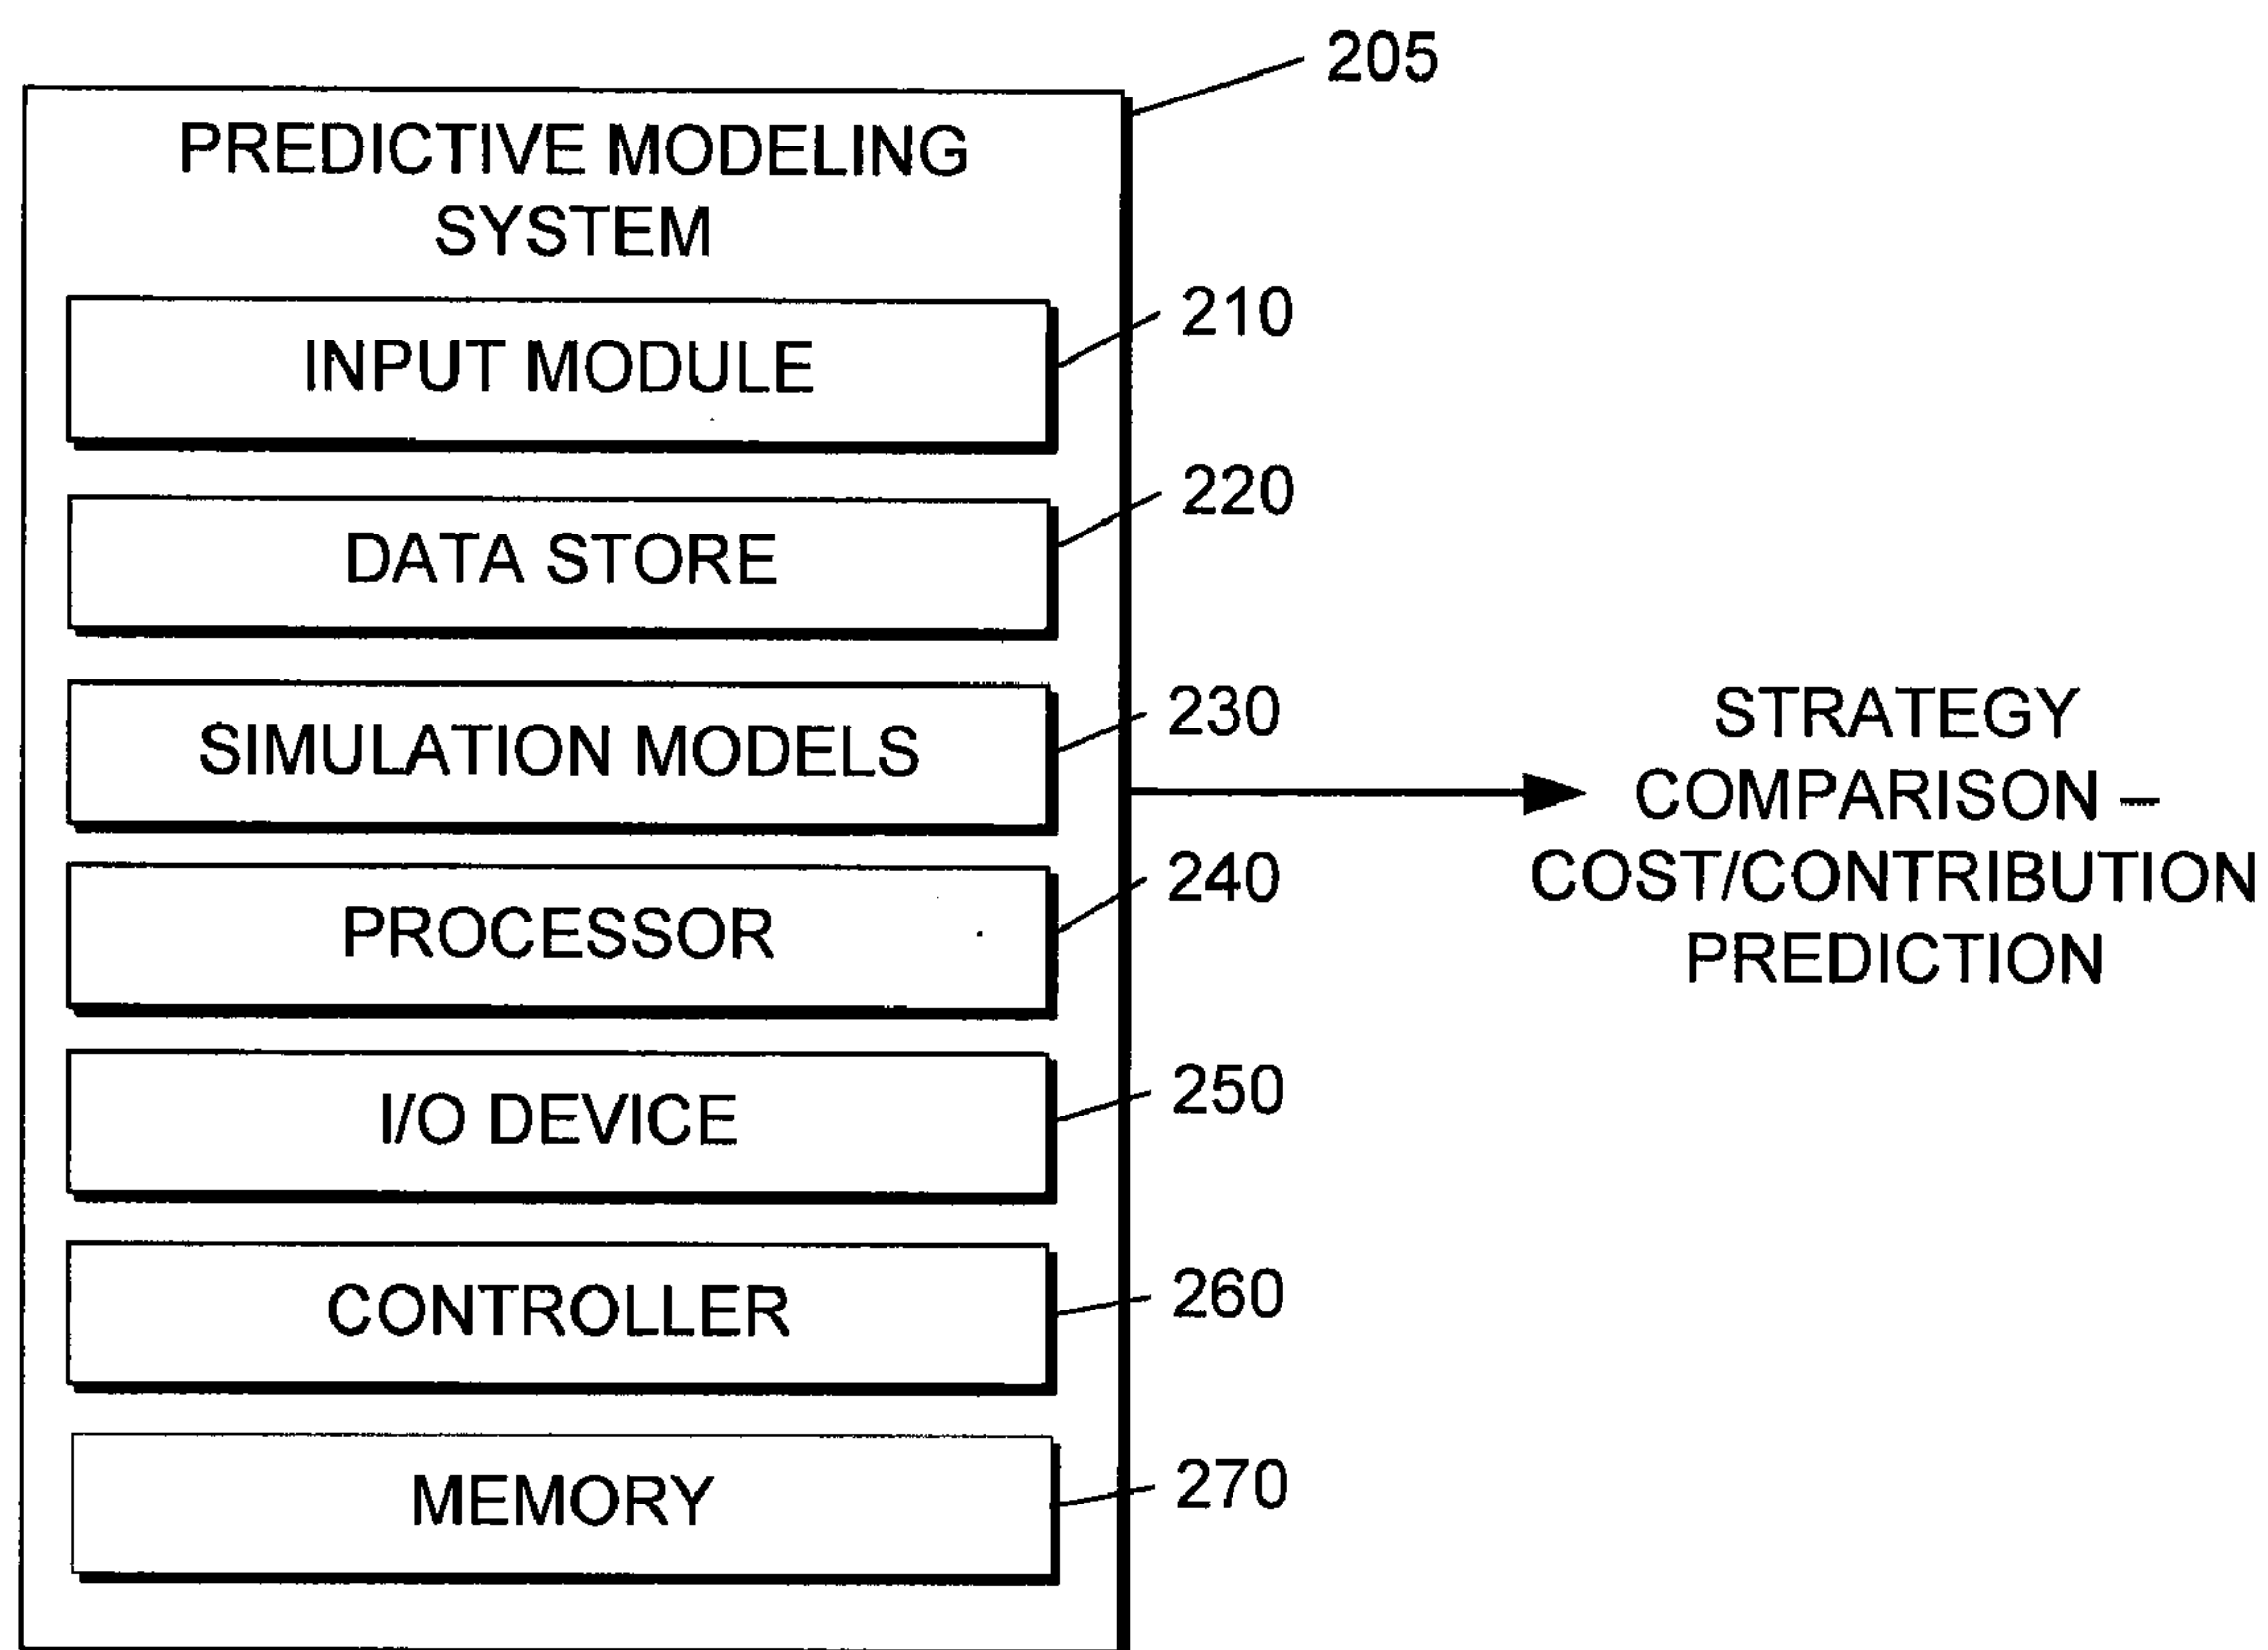 205
PREDICTIVE MODELING
SYSTEM
INPUT MODULE
210
DATA STORE
220
SIMULATION MODELS
230
PROCESSOR
240
I/O DEVICE
250
CONTROLLER
260
MEMORY
270
STRATEGY
COMPARISON –
COST/CONTRIBUTION
PREDICTION